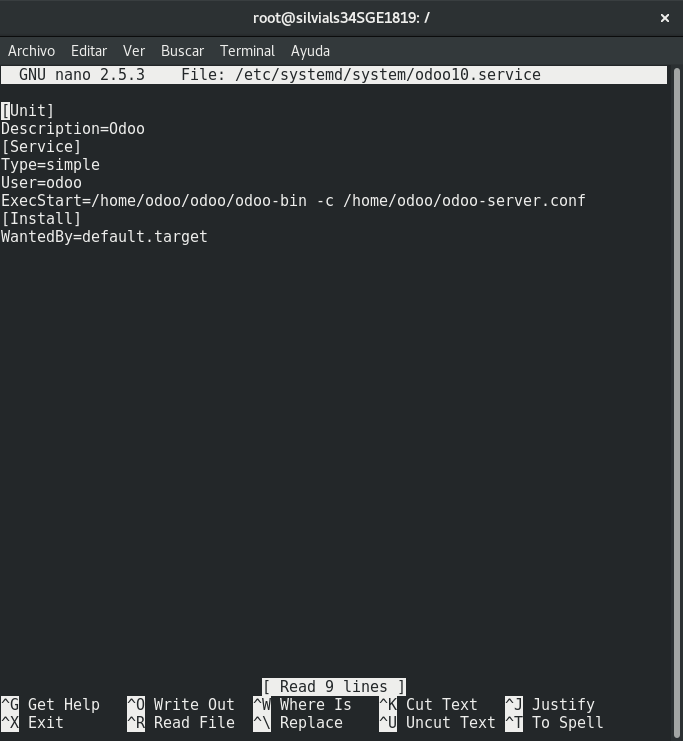 root@silvials34SGE1819: /
×
Archivo Editar Ver Buscar Terminal Ayuda
GNU nano 2.5.3 File: /etc/systemd/system/odoo10.service
[Unit]
Description=Odoo
[Service]
Type=simple
User=odoo
ExecStart=/home/odoo/odoo/odoo-bin -c /home/odoo/odoo-server.conf
[Install]
WantedBy=default.target
[ Read 9 lines ]
^G Get Help ^O Write Out ^W Where Is ^K Cut Text ^J Justify
^X Exit ^R Read File ^\ Replace ^U Uncut Text ^T To Spell